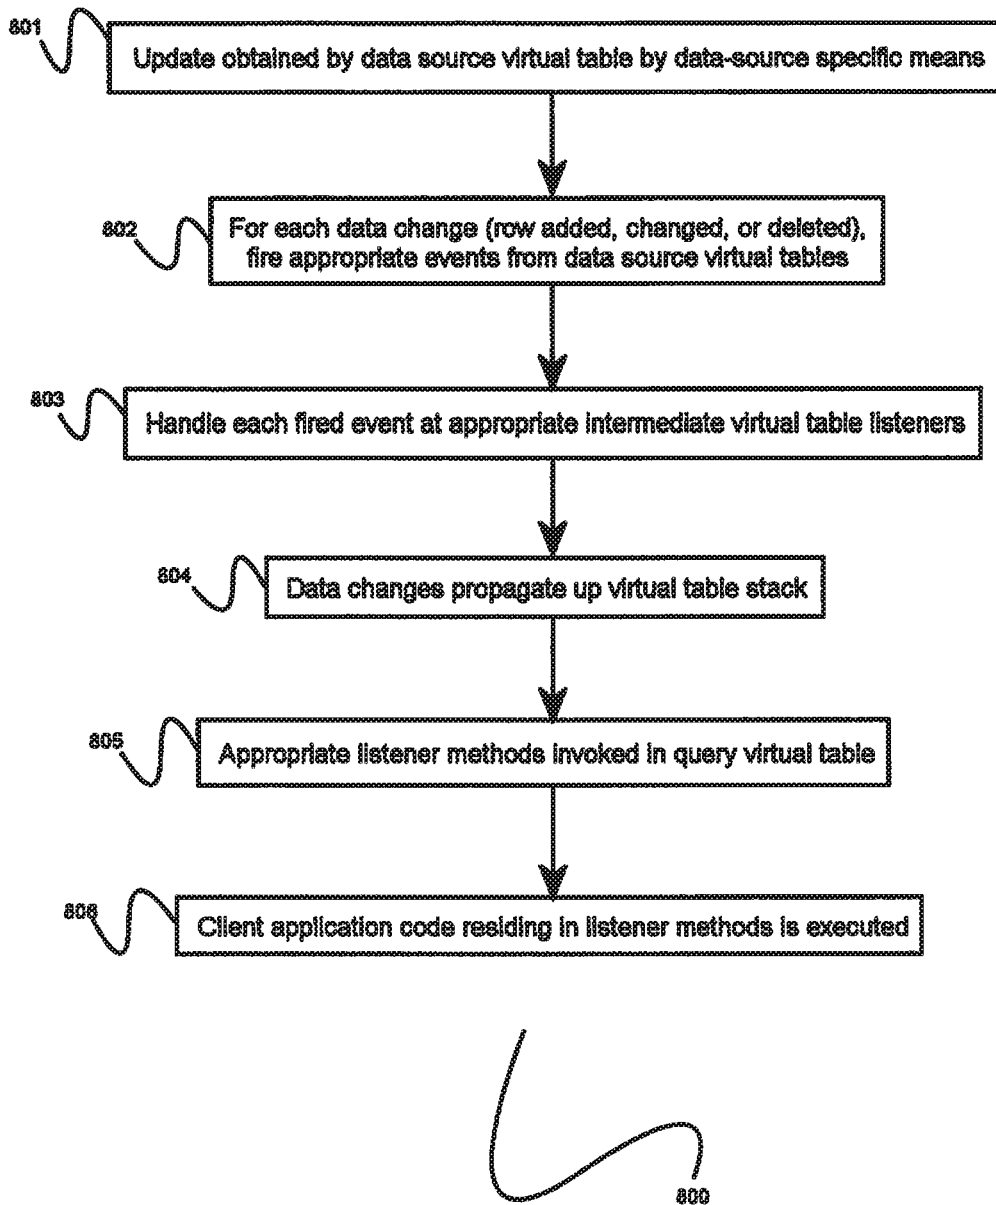 801
Update obtained by data source virtual table by data-source specific means
802
For each data change (row added, changed, or deleted),
fire appropriate events from data source virtual tables
803
Handle each fired event at appropriate intermediate virtual table listeners
804
Data changes propagate up virtual table stack
805
Appropriate listener methods invoked in query virtual table
806
Client application code residing in listener methods is executed
800